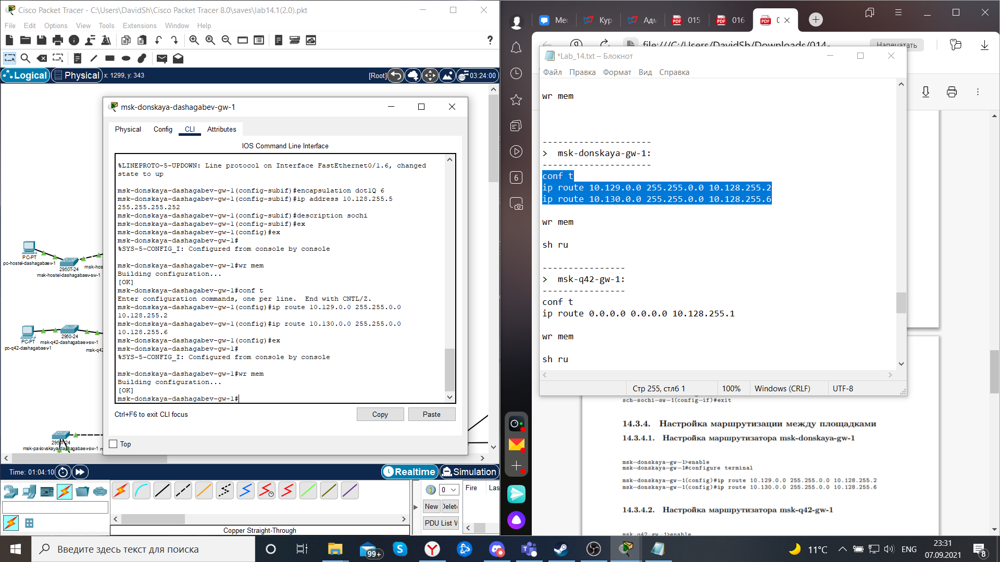 Cisco Packet Tracer - C:\Users\DavidSh\Cisco Packet Tracer 8.0\saves\lab14.1(2.0).pkt
File Edit Options View Tools Extensions Window Help
Logical Physical x: 1299, y: 343 [Root] 03:24:00
msk-donskaya-dashagabev-gw-1
Physical Config CLI Attributes
IOS Command Line Interface
%LINEPROTO-5-UPDOWN: Line protocol on Interface FastEthernet0/1.6, changed
state to up
msk-donskaya-dashagabev-gw-1(config-subif)#encapsulation dot1Q 6
msk-donskaya-dashagabev-gw-1(config-subif)#ip address 10.128.255.5
255.255.255.252
msk-donskaya-dashagabev-gw-1(config-subif)#description sochi
msk-donskaya-dashagabev-gw-1(config-subif)#ex
msk-donskaya-dashagabev-gw-1(config)#ex
msk-donskaya-dashagabev-gw-1#
%SYS-5-CONFIG_I: Configured from console by console
msk-donskaya-dashagabev-gw-1#wr mem
Building configuration...
[OK]
msk-donskaya-dashagabev-gw-1#conf t
Enter configuration commands, one per line.  End with CNTL/Z.
msk-donskaya-dashagabev-gw-1(config)#ip route 10.129.0.0 255.255.0.0
10.128.255.2
msk-donskaya-dashagabev-gw-1(config)#ip route 10.130.0.0 255.255.0.0
10.128.255.6
msk-donskaya-dashagabev-gw-1(config)#ex
msk-donskaya-dashagabev-gw-1#
%SYS-5-CONFIG_I: Configured from console by console
msk-donskaya-dashagabev-gw-1#wr mem
Building configuration...
[OK]
msk-donskaya-dashagabev-gw-1#
Ctrl+F6 to exit CLI focus
Copy Paste
Top
PC-PT
pc-hostel-dashagabaev-1
2950T-24
msk-hostel-dashagabaev-sw-1
msk-hos
PC-PT
pc-q42-dashagabaev-1
2950-24
msk-q42-dashagabaev-sw-1
msk-q42
2950T-24
msk-pavlovskaya-dashagabaev-sw-1
Time: 01:04:10
Realtime Simulation
0
Fire Las
New Delet
PDU List W
Copper Straight-Through
Мес Кур Адм 015 016 0
file:///C:/Users/DavidSh/Downloads/014-
Напечатать
6
*Lab_14.txt – Блокнот
Файл Правка Формат Вид Справка
wr mem
---------------------
>  msk-donskaya-gw-1:
---------------------
conf t
ip route 10.129.0.0 255.255.0.0 10.128.255.2
ip route 10.130.0.0 255.255.0.0 10.128.255.6
wr mem
sh ru
----------------
>  msk-q42-gw-1:
----------------
conf t
ip route 0.0.0.0 0.0.0.0 10.128.255.1
wr mem
sh ru
Стр 255, стлб 1 100% Windows (CRLF) UTF-8
sch-sochi-sw-1(config-if)#exit
14.3.4. Настройка маршрутизации между площадками
14.3.4.1. Настройка маршрутизатора msk-donskaya-gw-1
msk-donskaya-gw-1>enable
msk-donskaya-gw-1#configure terminal
msk-donskaya-gw-1(config)#ip route 10.129.0.0 255.255.0.0 10.128.255.2
msk-donskaya-gw-1(config)#ip route 10.130.0.0 255.255.0.0 10.128.255.6
14.3.4.2. Настройка маршрутизатора msk-q42-gw-1
msk-q42-gw-1>enable
Введите здесь текст для поиска
99+
11°C
ENG
23:31
07.09.2021
8